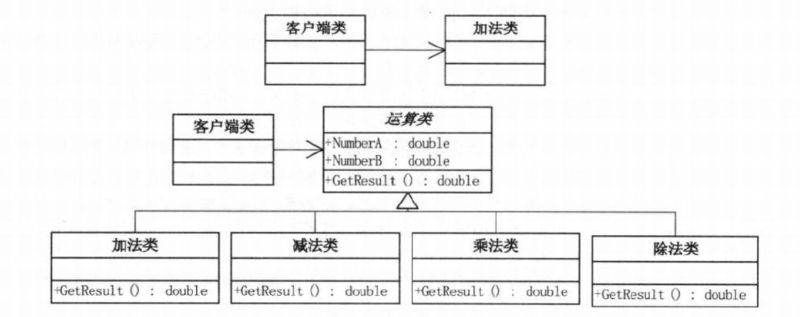 客户端类
加法类
客户端类
运算类
+NumberA : double
+NumberB : double
+GetResult () : double
加法类
减法类
乘法类
除法类
+GetResult () : double
+GetResult () : double
+GetResult () : double
+GetResult () : double